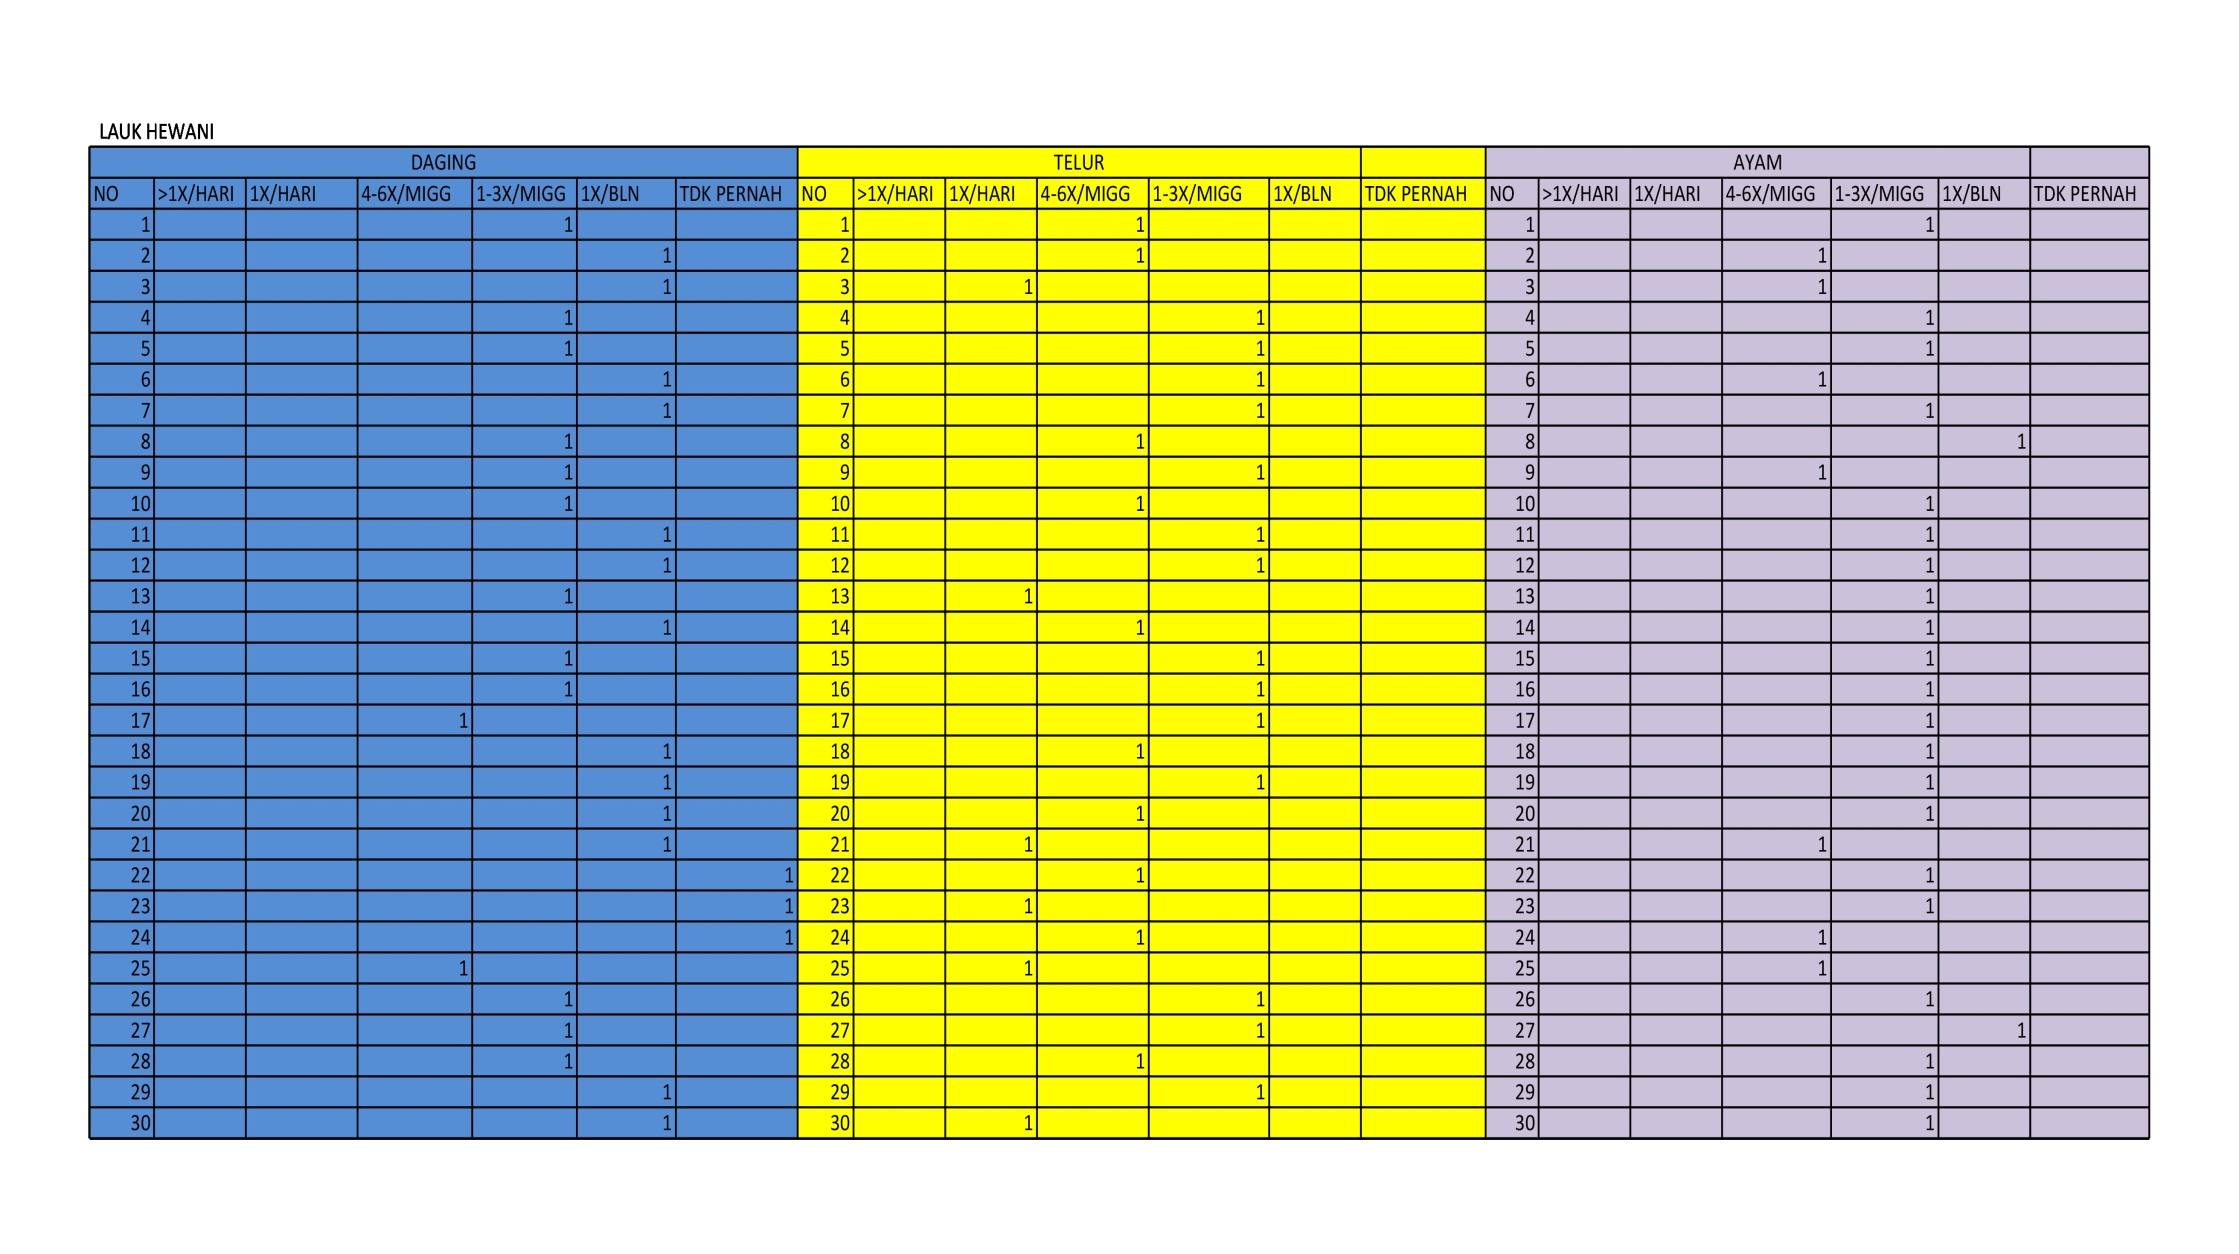 LAUK HEWANI
DAGING TELUR AYAM
NO >1X/HARI 1X/HARI 4-6X/MIGG 1-3X/MIGG 1X/BLN TDK PERNAH NO >1X/HARI 1X/HARI 4-6X/MIGG 1-3X/MIGG 1X/BLN TDK PERNAH NO >1X/HARI 1X/HARI 4-6X/MIGG 1-3X/MIGG 1X/BLN TDK PERNAH
1 1 1 1 1 1
2 1 2 1 2 1
3 1 3 1 3 1
4 1 4 1 4 1
5 1 5 1 5 1
6 1 6 1 6 1
7 1 7 1 7 1
8 1 8 1 8 1
9 1 9 1 9 1
10 1 10 1 10 1
11 1 11 1 11 1
12 1 12 1 12 1
13 1 13 1 13 1
14 1 14 1 14 1
15 1 15 1 15 1
16 1 16 1 16 1
17 1 17 1 17 1
18 1 18 1 18 1
19 1 19 1 19 1
20 1 20 1 20 1
21 1 21 1 21 1
22 1 22 1 22 1
23 1 23 1 23 1
24 1 24 1 24 1
25 1 25 1 25 1
26 1 26 1 26 1
27 1 27 1 27 1
28 1 28 1 28 1
29 1 29 1 29 1
30 1 30 1 30 1